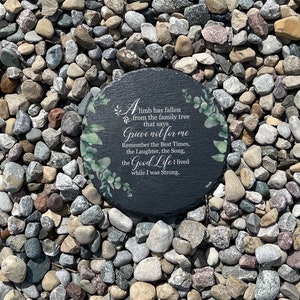 A limb has fallen
from the family tree
that says,
Grieve not for me
Remember the Best Times,
the Laughter, the Song,
the Good Life I lived
while I was Strong.